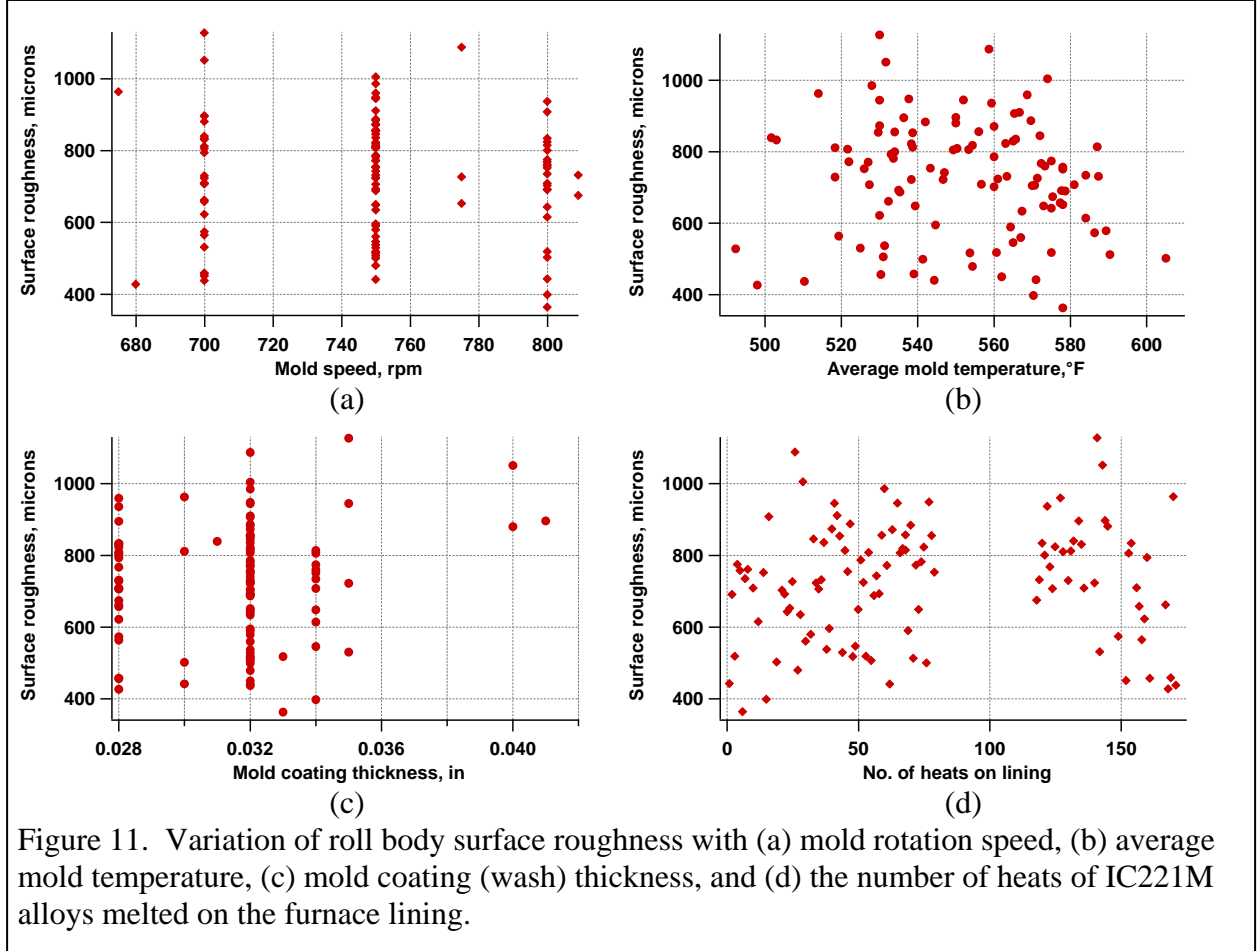 1000
800
600
400
Surface roughness, microns
680 700 720 740 760 780 800
Mold speed, rpm
(a)
1000
800
600
400
Surface roughness, microns
500 520 540 560 580 600
Average mold temperature,°F
(b)
1000
800
600
400
Surface roughness, microns
0.028 0.032 0.036 0.040
Mold coating thickness, in
(c)
1000
800
600
400
Surface roughness, microns
0 50 100 150
No. of heats on lining
(d)
Figure 11. Variation of roll body surface roughness with (a) mold rotation speed, (b) average
mold temperature, (c) mold coating (wash) thickness, and (d) the number of heats of IC221M
alloys melted on the furnace lining.